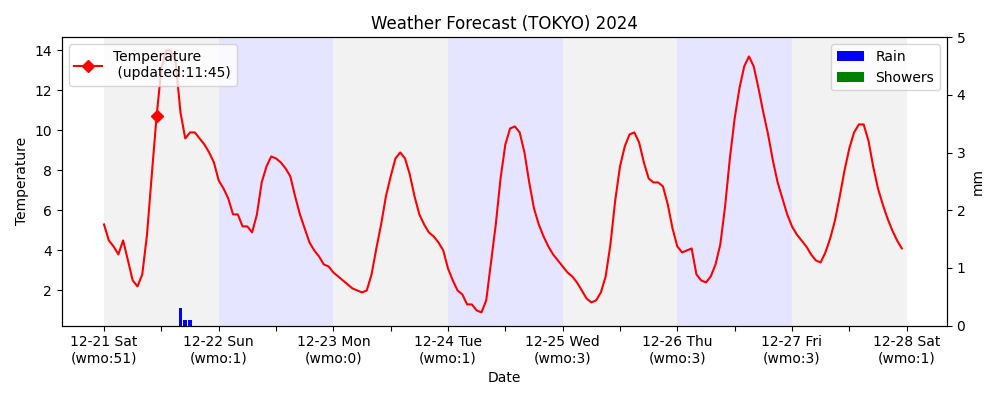 Weather Forecast (TOKYO) 2024
Temperature
(updated:11:45)
Rain
Showers
14
12
10
8
6
4
2
Temperature
5
4
3
2
1
0
mm
12-21 Sat
(wmo:51)
12-22 Sun
(wmo:1)
12-23 Mon
(wmo:0)
12-24 Tue
(wmo:1)
12-25 Wed
(wmo:3)
12-26 Thu
(wmo:3)
12-27 Fri
(wmo:3)
12-28 Sat
(wmo:1)
Date